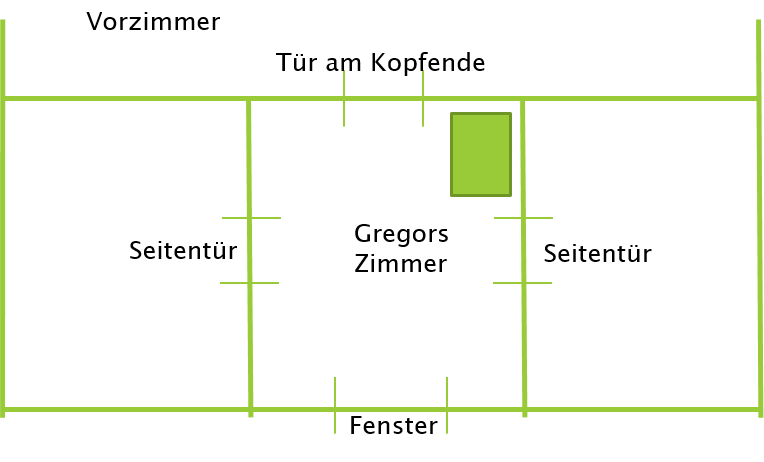 Vorzimmer
Tür am Kopfende
Seitentür
Gregors
Zimmer
Seitentür
Fenster